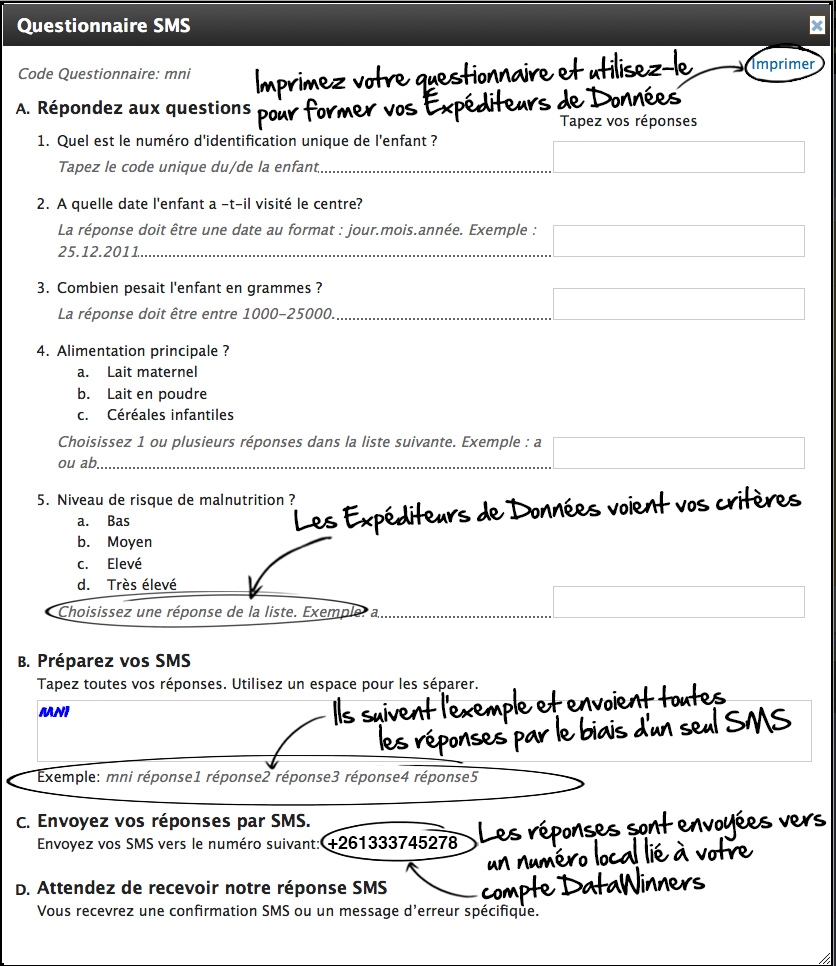 Questionnaire SMS
Code Questionnaire: mni
Imprimez votre questionnaire et utilisez-le
pour former vos Expéditeurs de Données
Imprimer
A. Répondez aux questions
Tapez vos réponses
1. Quel est le numéro d'identification unique de l'enfant ?
Tapez le code unique du/de la enfant
2. A quelle date l'enfant a -t-il visité le centre?
La réponse doit être une date au format : jour.mois.année. Exemple :
25.12.2011
3. Combien pesait l'enfant en grammes ?
La réponse doit être entre 1000-25000.
4. Alimentation principale ?
a. Lait maternel
b. Lait en poudre
c. Céréales infantiles
Choisissez 1 ou plusieurs réponses dans la liste suivante. Exemple : a
ou ab
5. Niveau de risque de malnutrition ?
Les Expéditeurs de Données voient vos critères
a. Bas
b. Moyen
c. Elevé
d. Très élevé
Choisissez une réponse de la liste. Exemple: a
B. Préparez vos SMS
Tapez toutes vos réponses. Utilisez un espace pour les séparer.
MNI
Ils suivent l'exemple et envoient toutes
les réponses par le biais d'un seul SMS
Exemple: mni réponse1 réponse2 réponse3 réponse4 réponse5
C. Envoyez vos réponses par SMS.
Envoyez vos SMS vers le numéro suivant: +261333745278
Les réponses sont envoyées vers
un numéro local lié à votre
compte DataWinners
D. Attendez de recevoir notre réponse SMS
Vous recevrez une confirmation SMS ou un message d'erreur spécifique.